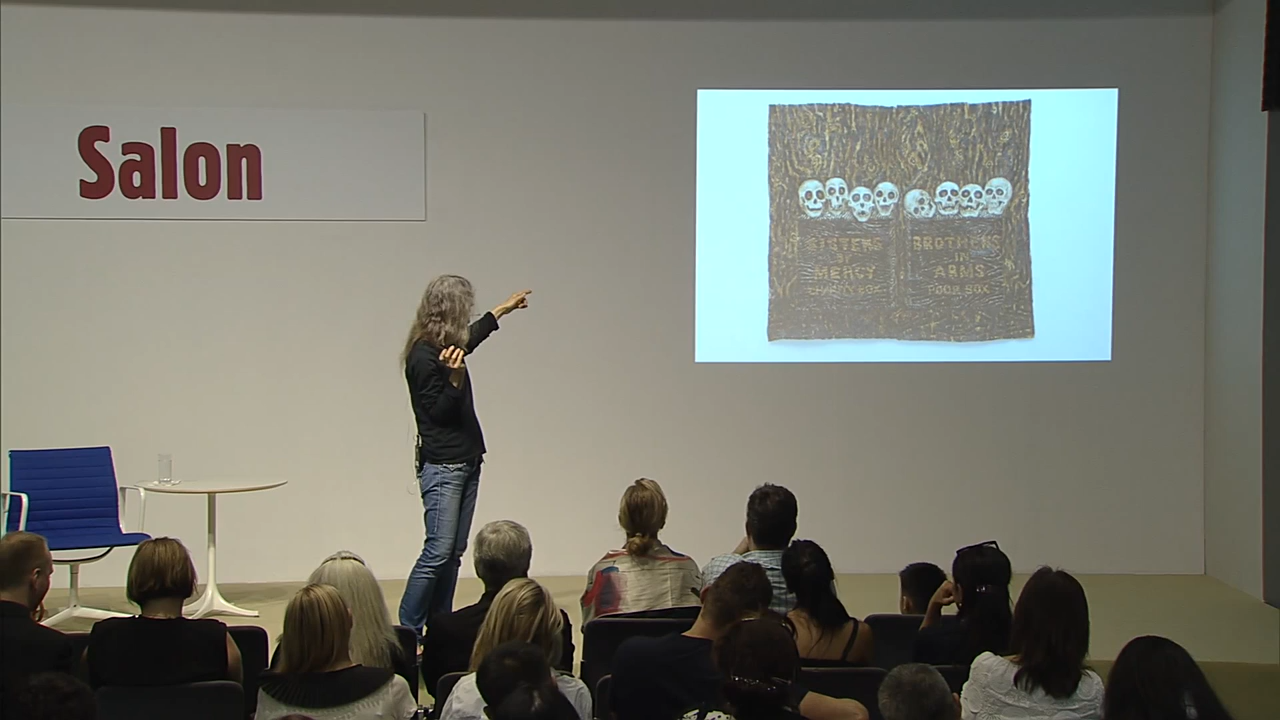 Salon
SISTERS
OF
MERCY
CHARITY BOX
BROTHERS
IN
ARMS
POOR BOX